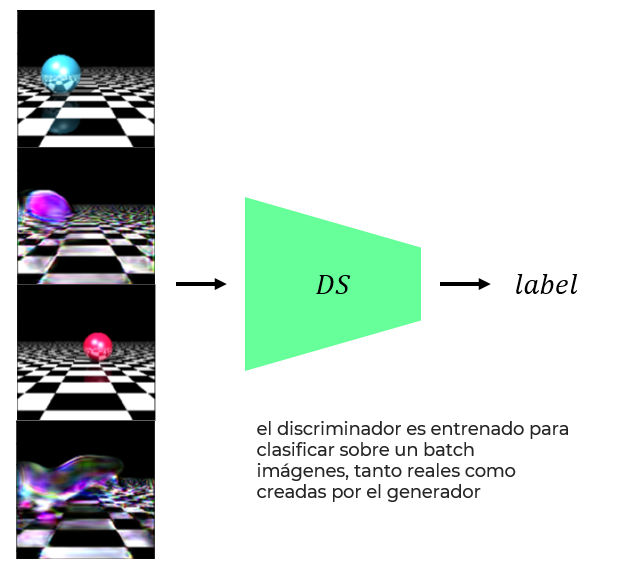 DS
label
el discriminador es entrenado para
clasificar sobre un batch
imágenes, tanto reales como
creadas por el generador